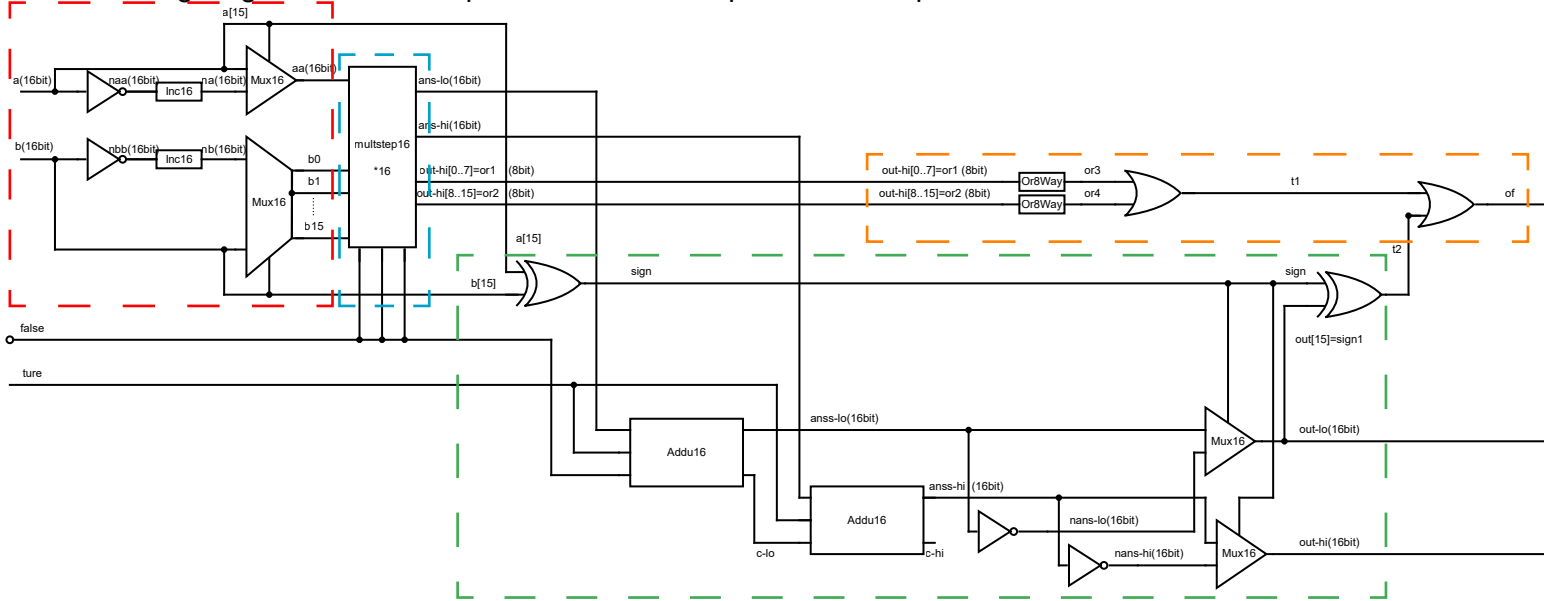 a[15]
a(16bit)
naa(16bit)
Inc16
na(16bit)
Mux16
aa(16bit)
b(16bit)
nbb(16bit)
Inc16
nb(16bit)
Mux16
b0
b1
b15
multstep16
*16
ans-lo(16bit)
ans-hi(16bit)
out-hi[0..7]=or1 (8bit)
out-hi[8..15]=or2 (8bit)
out-hi[0..7]=or1 (8bit)
out-hi[8..15]=or2 (8bit)
Or8Way
Or8Way
or3
or4
t1
of
t2
a[15]
b[15]
sign
sign
out[15]=sign1
false
ture
Addu16
anss-lo(16bit)
Mux16
out-lo(16bit)
Addu16
anss-hi (16bit)
c-lo
c-hi
nans-lo(16bit)
nans-hi(16bit)
Mux16
out-hi(16bit)